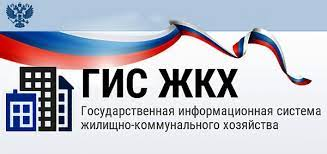 ГИС ЖКХ
Государственная информационная система
жилищно-коммунального хозяйства